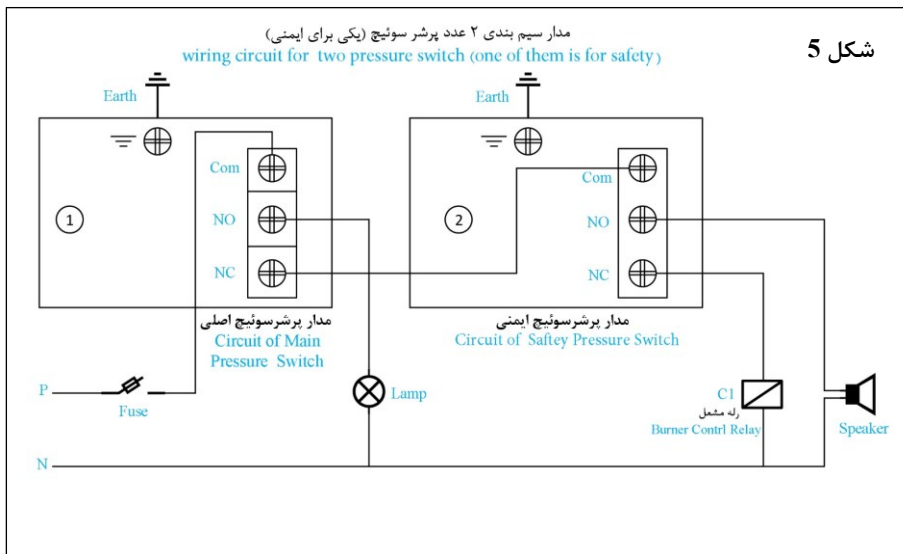 شکل 5
مدار سیم بندی ۲ عدد پرشر سوئیچ (یکی برای ایمنی)
wiring circuit for two pressure switch (one of them is for safety)
Earth
Earth
Com
Com
1
NO
2
NO
NC
NC
مدار پرشرسوئیچ اصلی
Circuit of Main
Pressure Switch
مدار پرشرسوئیچ ایمنی
Circuit of Saftey Pressure Switch
P
Fuse
Lamp
C1
رله مشعل
Burner Contrl Relay
Speaker
N